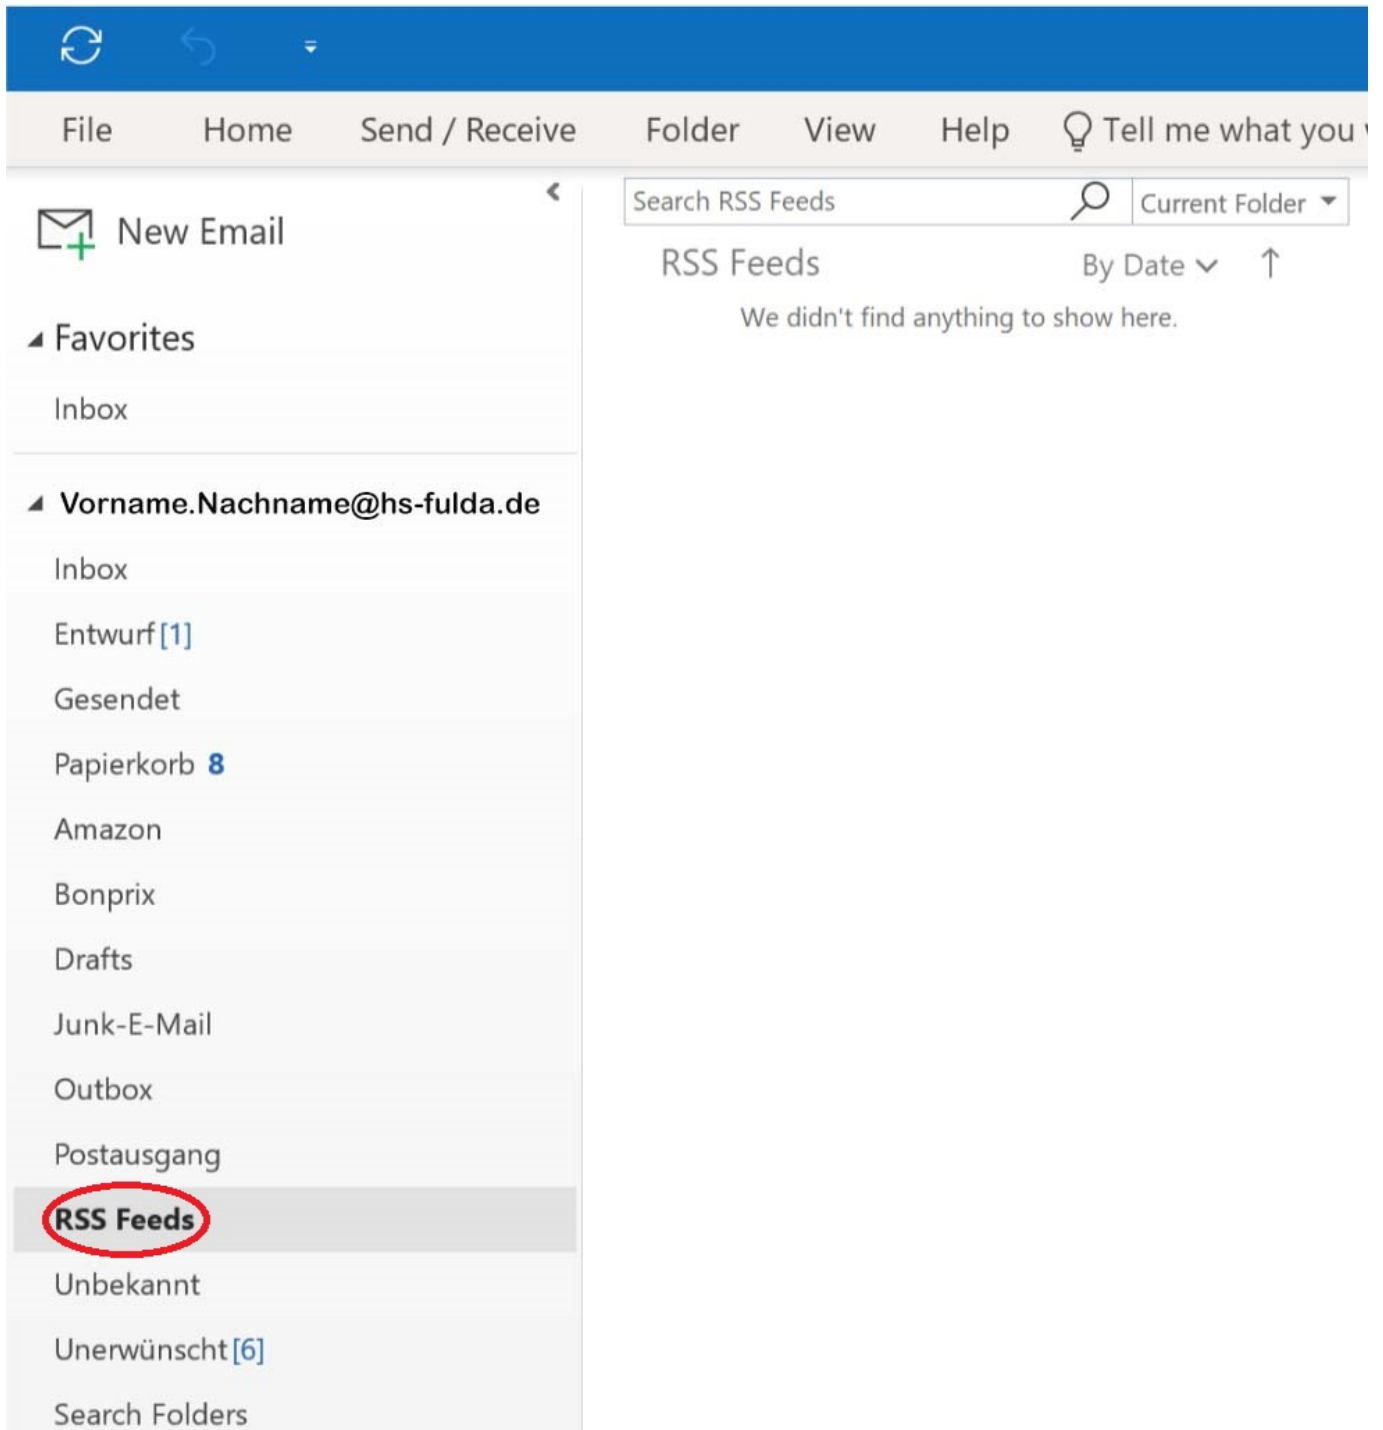 File Home Send / Receive Folder View Help Tell me what you
New Email
Favorites
Inbox
Vorname.Nachname@hs-fulda.de
Inbox
Entwurf [1]
Gesendet
Papierkorb 8
Amazon
Bonprix
Drafts
Junk-E-Mail
Outbox
Postausgang
RSS Feeds
Unbekannt
Unerwünscht [6]
Search Folders
Search RSS Feeds Current Folder
RSS Feeds By Date
We didn't find anything to show here.